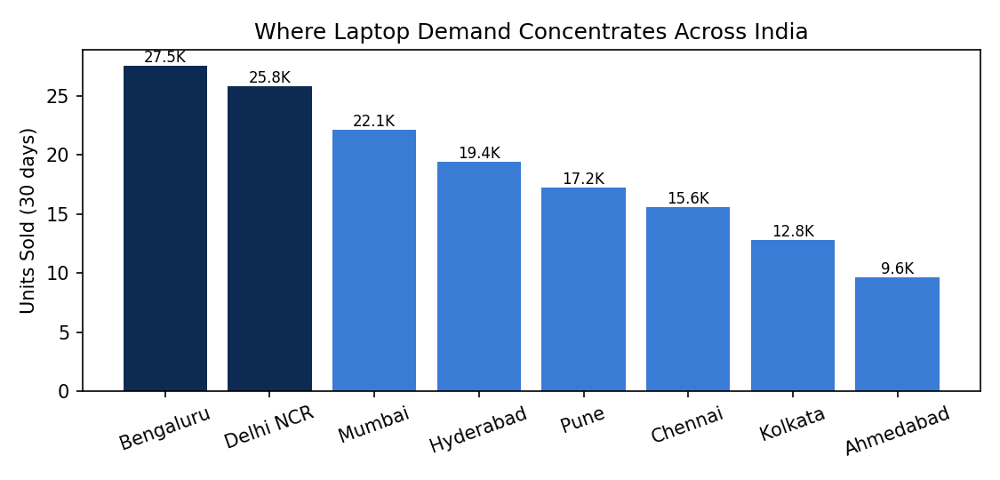 Where Laptop Demand Concentrates Across India
Units Sold (30 days)
25
20
15
10
5
0
27.5K
25.8K
22.1K
19.4K
17.2K
15.6K
12.8K
9.6K
Bengaluru
Delhi NCR
Mumbai
Hyderabad
Pune
Chennai
Kolkata
Ahmedabad